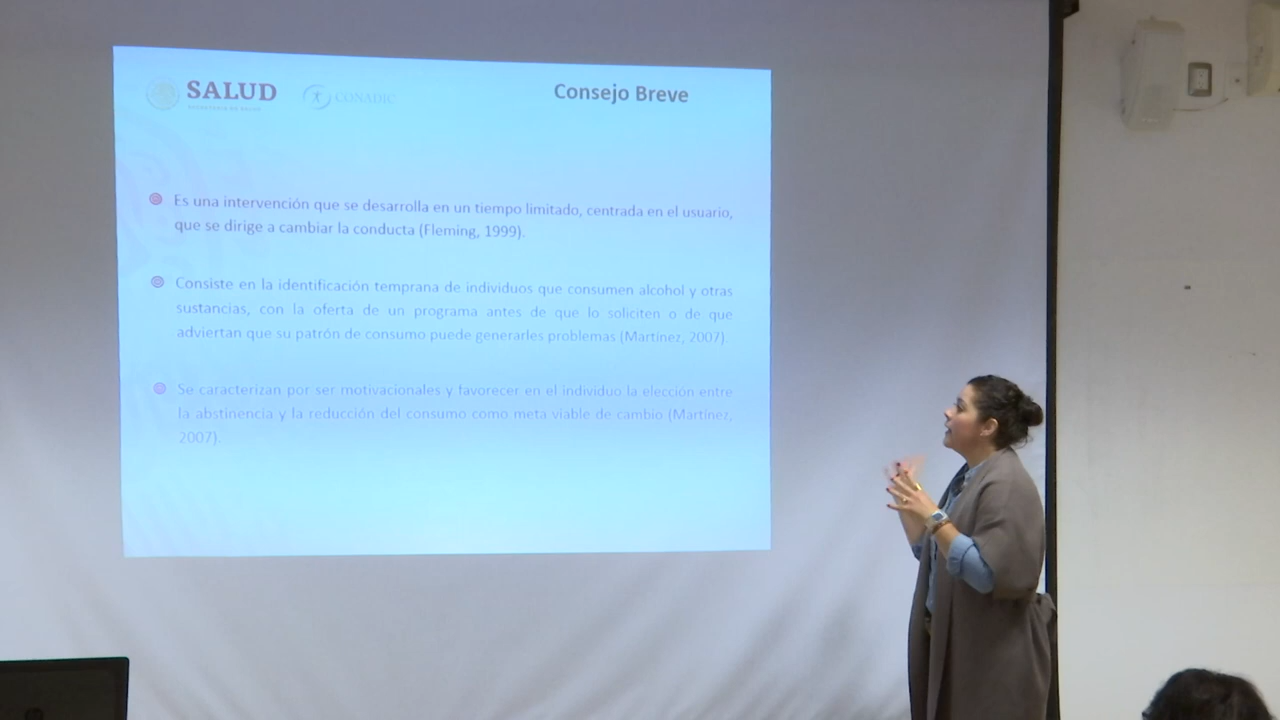 SALUD
SECRETARÍA DE SALUD
CONADIC
Consejo Breve
Es una intervención que se desarrolla en un tiempo limitado, centrada en el usuario,
que se dirige a cambiar la conducta (Fleming, 1999).
Consiste en la identificación temprana de individuos que consumen alcohol y otras
sustancias, con la oferta de un programa antes de que lo soliciten o de que
adviertan que su patrón de consumo puede generarles problemas (Martínez, 2007).
Se caracterizan por ser motivacionales y favorecer en el individuo la elección entre
la abstinencia y la reducción del consumo como meta viable de cambio (Martínez,
2007).